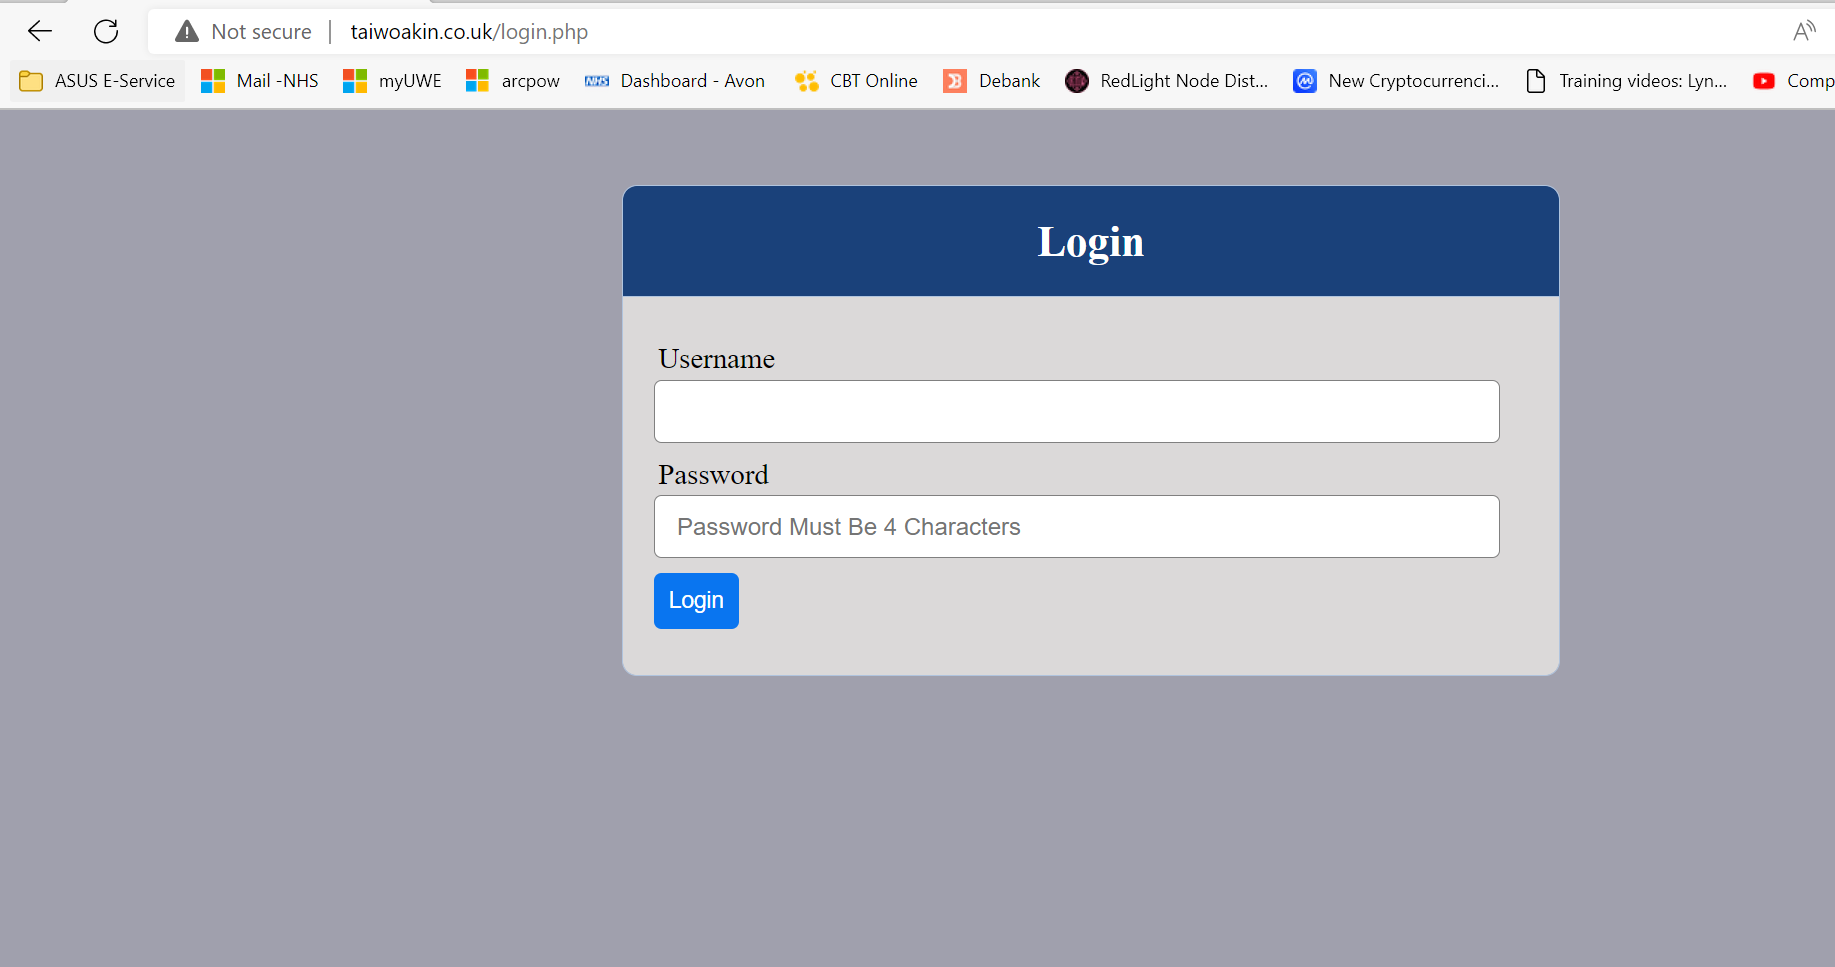 Not secure | taiwoakin.co.uk/login.php A
ASUS E-Service Mail -NHS myUWE arcpow NHS Dashboard - Avon CBT Online Debank RedLight Node Dist... New Cryptocurrenci... Training videos: Lyn... Comp
Login
Username
Password
Password Must Be 4 Characters
Login